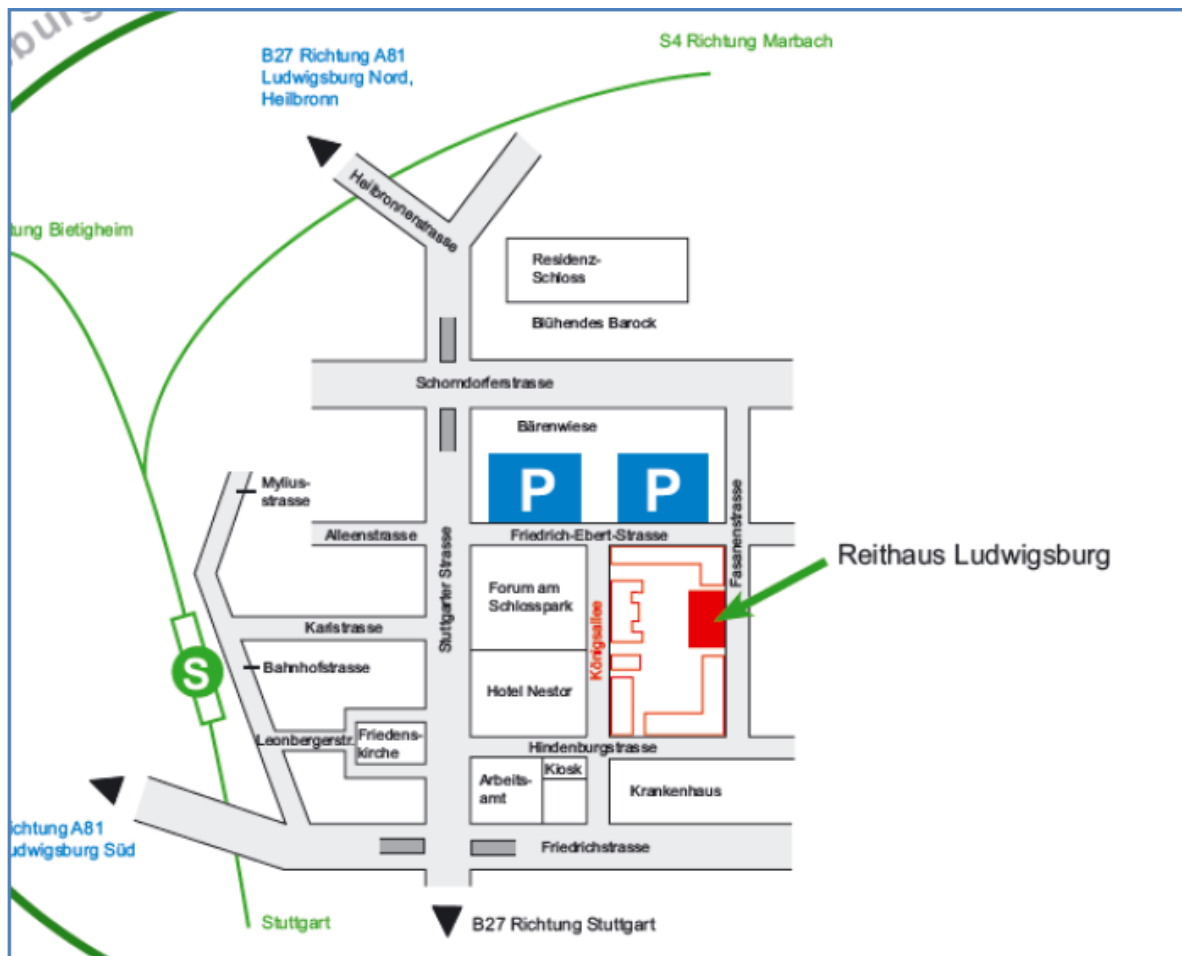 burg
S4 Richtung Marbach
B27 Richtung A81
Ludwigsburg Nord,
Heilbronn
Heilbronnerstrasse
tung Bietigheim
Residenz-
Schloss
Blühendes Barock
Schorndorferstrasse
Bärenwiese
P
P
Mylius-
strasse
Alleenstrasse
Friedrich-Ebert-Strasse
Fasanenstrasse
Reithaus Ludwigsburg
Stuttgarter Strasse
Forum am
Schlosspark
Königsallee
Karlstrasse
S
Bahnhofstrasse
Hotel Nestor
Leonbergerstr.
Friedens-
kirche
Hindenburgstrasse
Arbeits-
amt
Kiosk
Krankenhaus
ichtung A81
udwigsburg Süd
Friedrichstrasse
Stuttgart
B27 Richtung Stuttgart